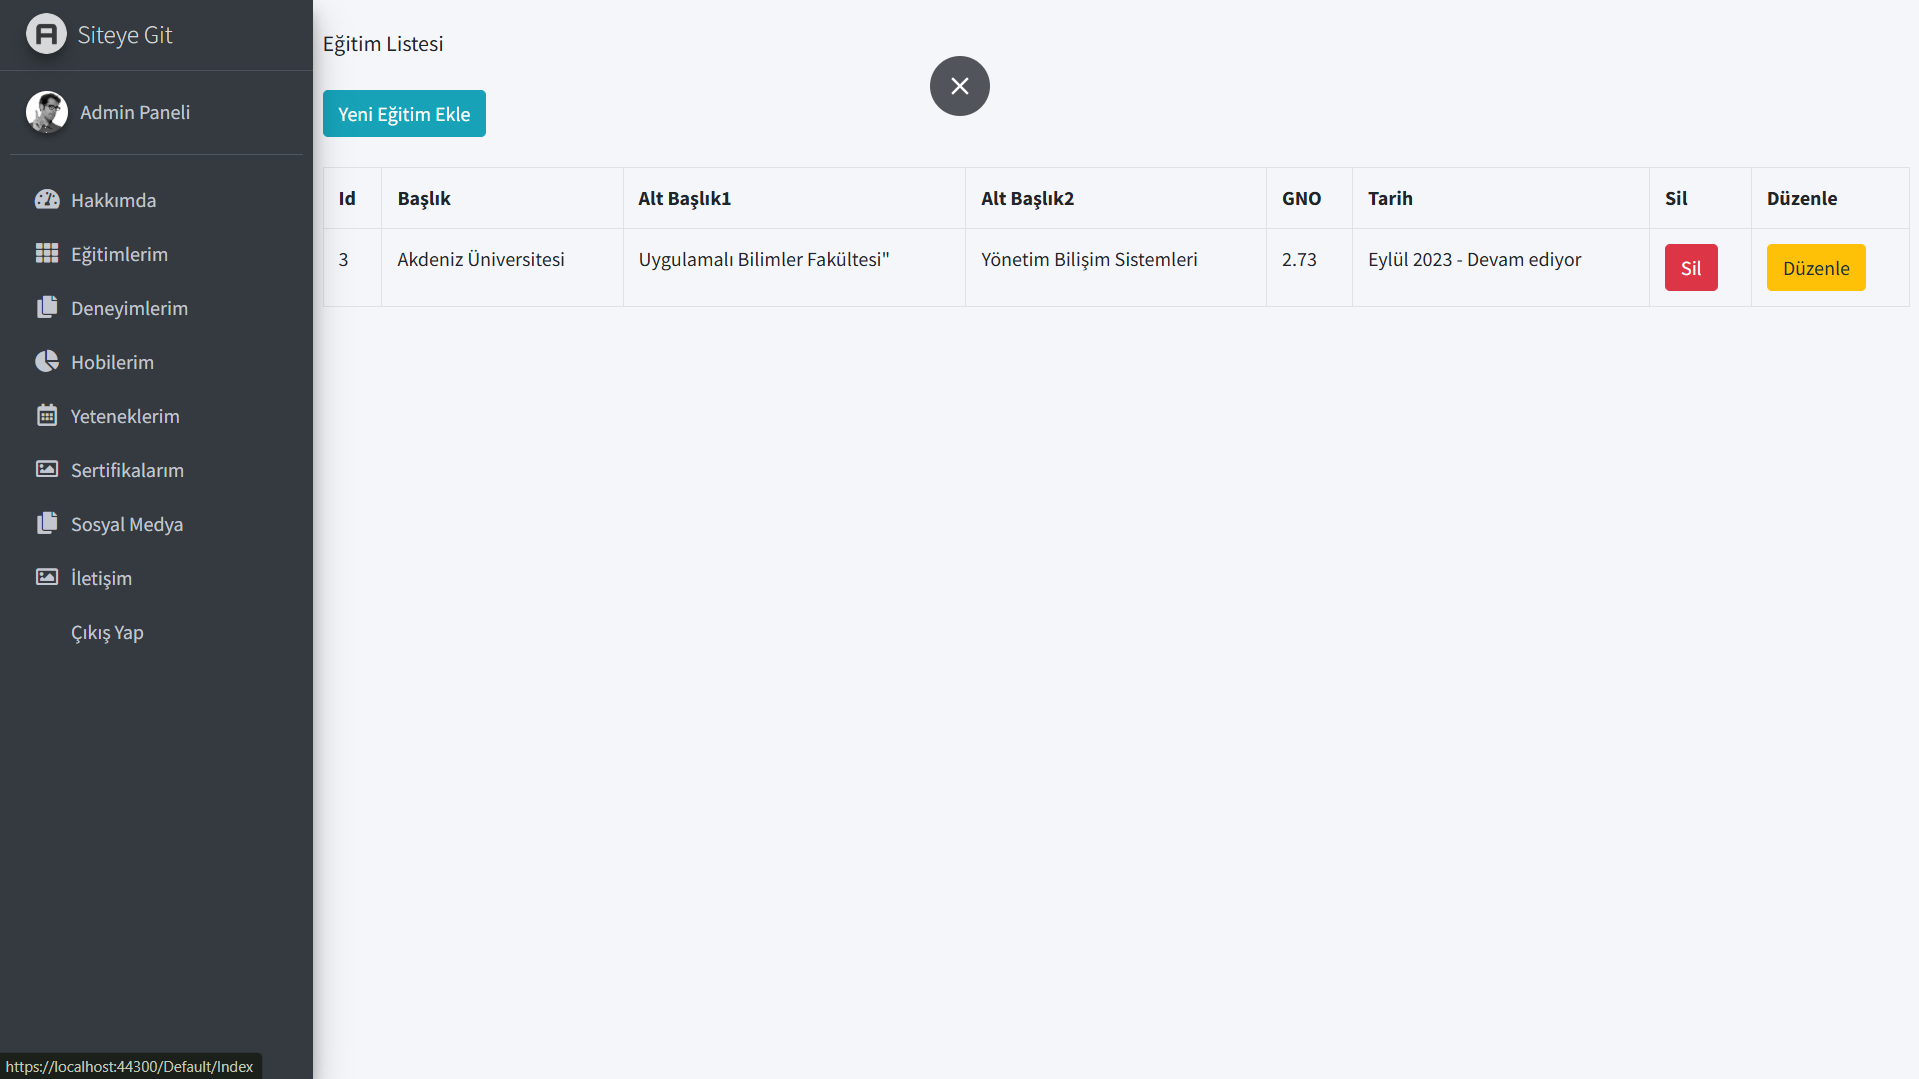 Siteye Git
Admin Paneli
Hakkımda
Eğitimlerim
Deneyimlerim
Hobilerim
Yeteneklerim
Sertifikalarım
Sosyal Medya
İletişim
Çıkış Yap
Eğitim Listesi
Yeni Eğitim Ekle
Id Başlık Alt Başlık1 Alt Başlık2 GNO Tarih Sil Düzenle
3 Akdeniz Üniversitesi Uygulamalı Bilimler Fakültesi" Yönetim Bilişim Sistemleri 2.73 Eylül 2023 - Devam ediyor Sil Düzenle
https://localhost:44300/Default/Index